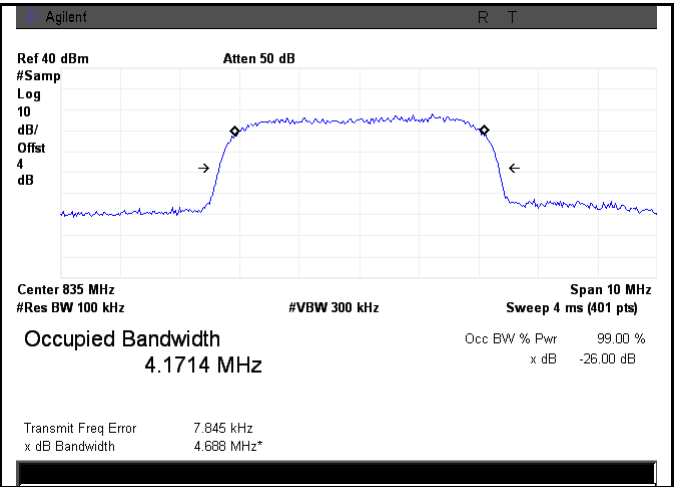 Agilent R T
Ref 40 dBm Atten 50 dB
#Samp
Log
10
dB/
Offst
4
dB
Center 835 MHz Span 10 MHz
#Res BW 100 kHz #VBW 300 kHz Sweep 4 ms (401 pts)
Occupied Bandwidth Occ BW % Pwr 99.00 %
4.1714 MHz x dB -26.00 dB
Transmit Freq Error 7.845 kHz
x dB Bandwidth 4.688 MHz*